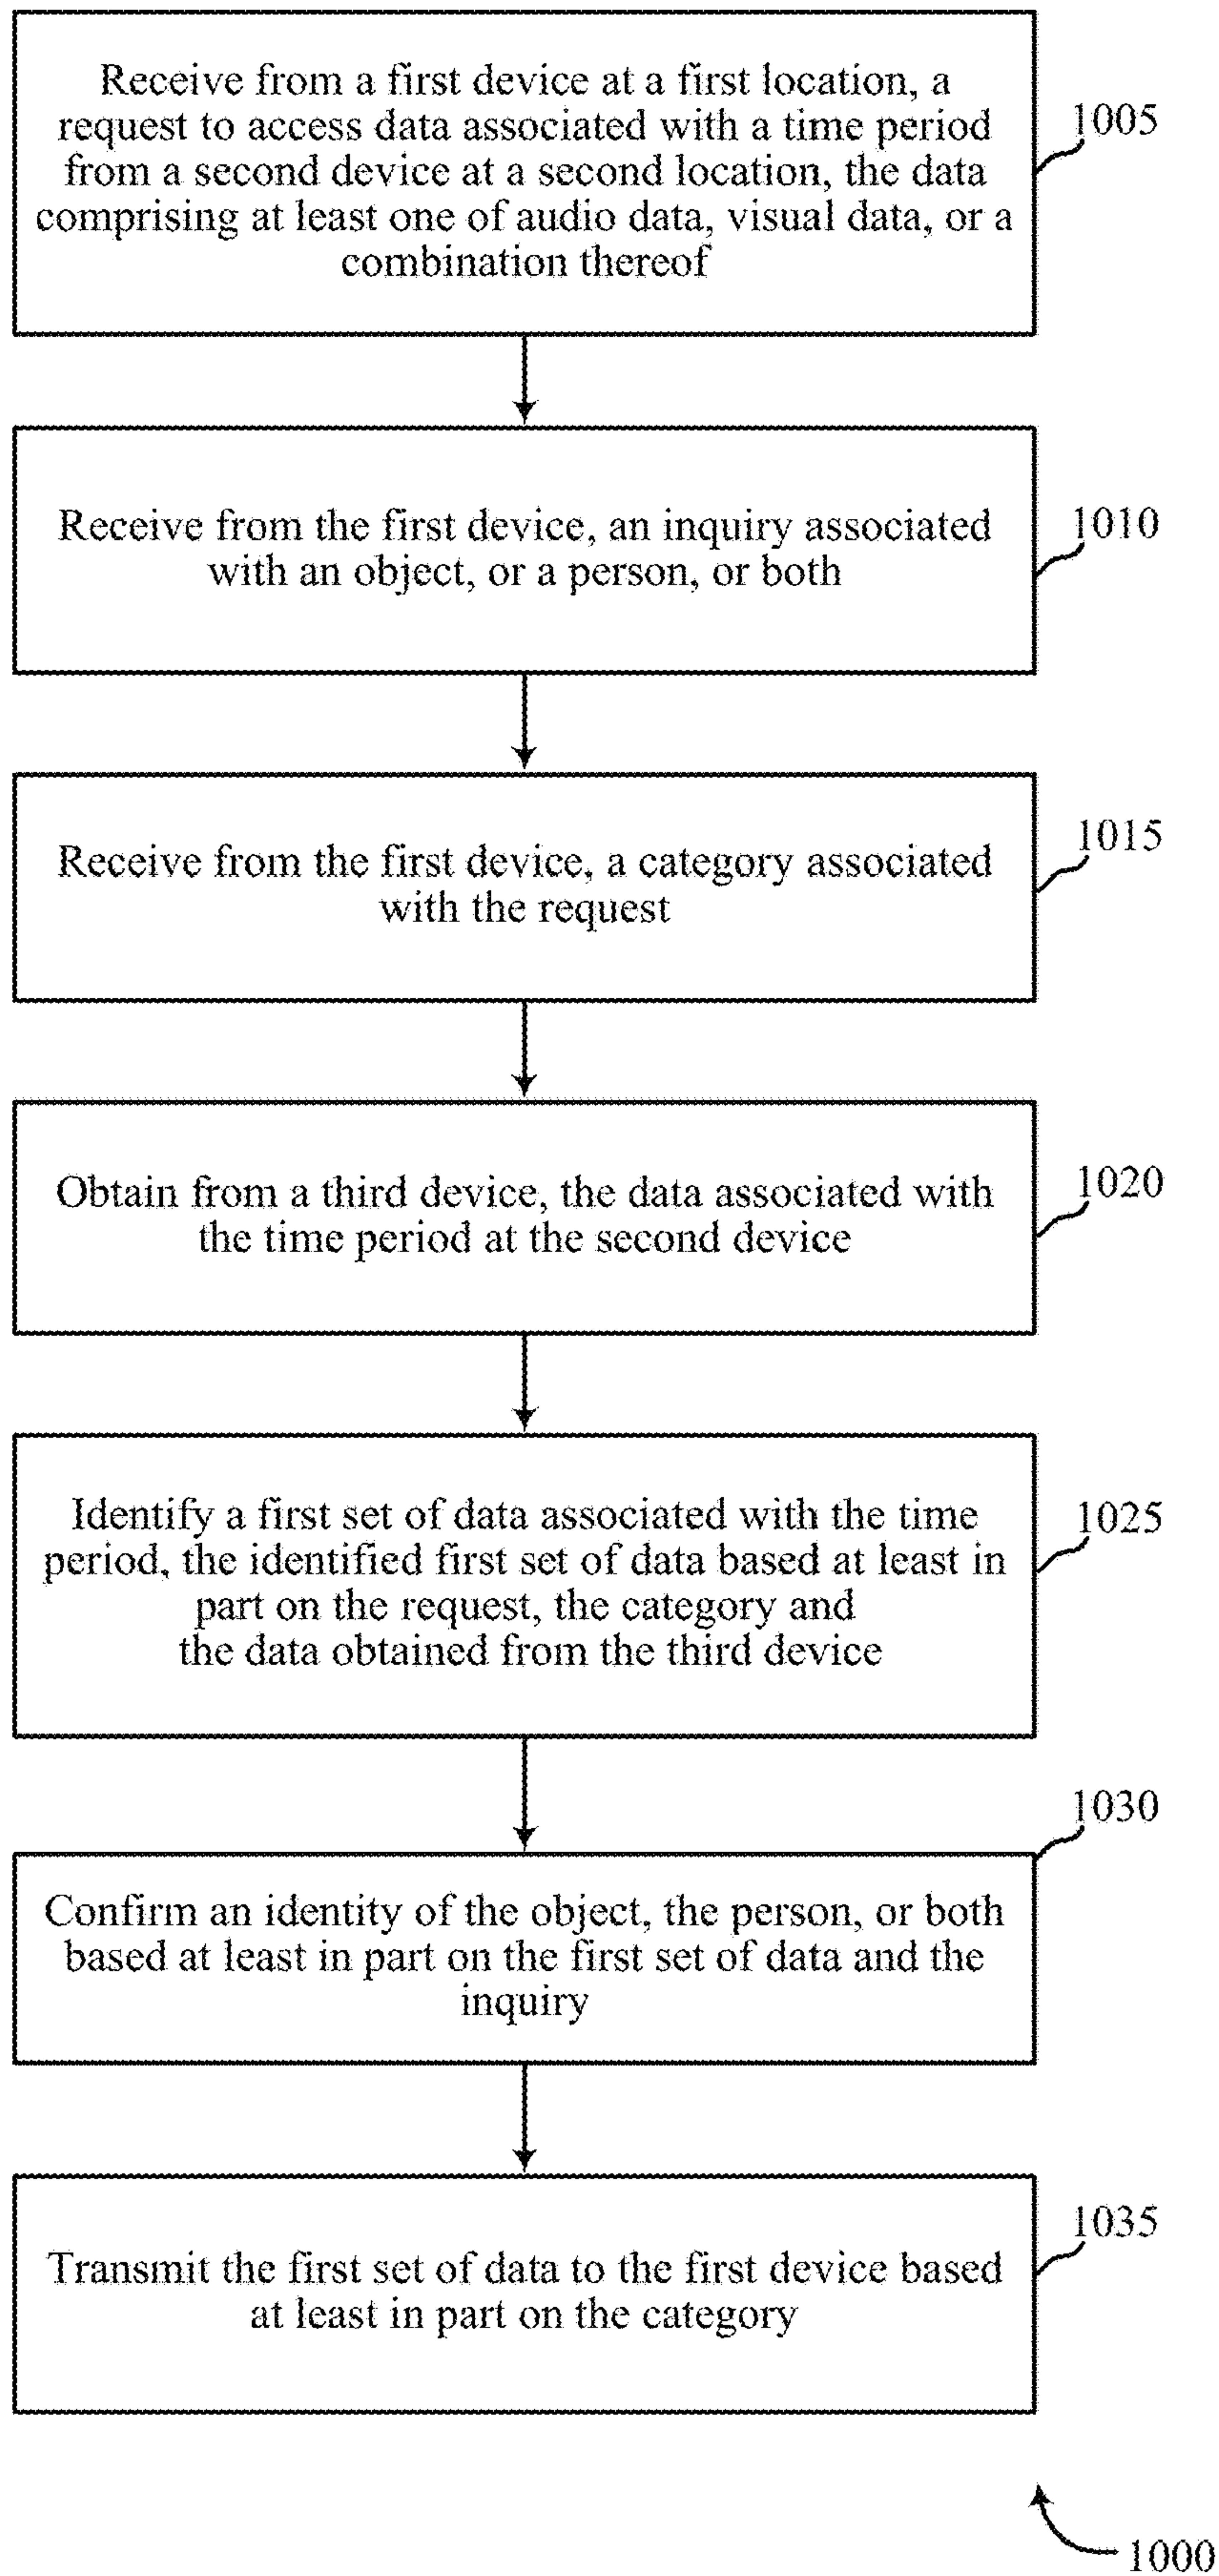 Receive from a first device at a first location, a
request to access data associated with a time period
from a second device at a second location, the data
comprising at least one of audio data, visual data, or a
combination thereof
1005
Receive from the first device, an inquiry associated
with an object, or a person, or both
1010
Receive from the first device, a category associated
with the request
1015
Obtain from a third device, the data associated with
the time period at the second device
1020
Identify a first set of data associated with the time
period, the identified first set of data based at least in
part on the request, the category and
the data obtained from the third device
1025
Confirm an identity of the object, the person, or both
based at least in part on the first set of data and the
inquiry
1030
Transmit the first set of data to the first device based
at least in part on the category
1035
1000